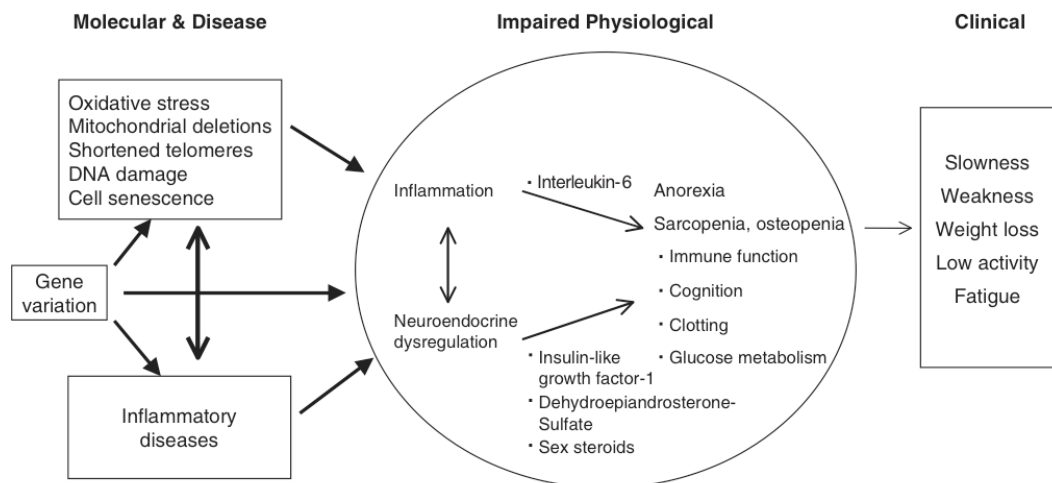 Molecular & Disease
Impaired Physiological
Clinical
Oxidative stress
Mitochondrial deletions
Shortened telomeres
DNA damage
Cell senescence
Gene
variation
Inflammatory
diseases
Inflammation
· Interleukin-6
Neuroendocrine
dysregulation
· Insulin-like
growth factor-1
· Dehydroepiandrosterone-
Sulfate
· Sex steroids
Anorexia
Sarcopenia, osteopenia
· Immune function
· Cognition
· Clotting
· Glucose metabolism
Slowness
Weakness
Weight loss
Low activity
Fatigue